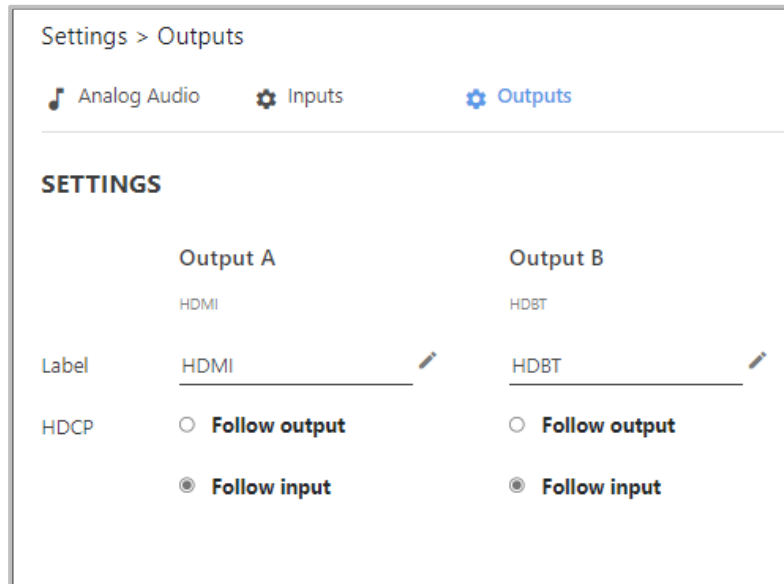 Settings > Outputs
Analog Audio Inputs Outputs
SETTINGS
Output A Output B
HDMI HDBT
Label HDMI HDBT
HDCP Follow output Follow output
Follow input Follow input